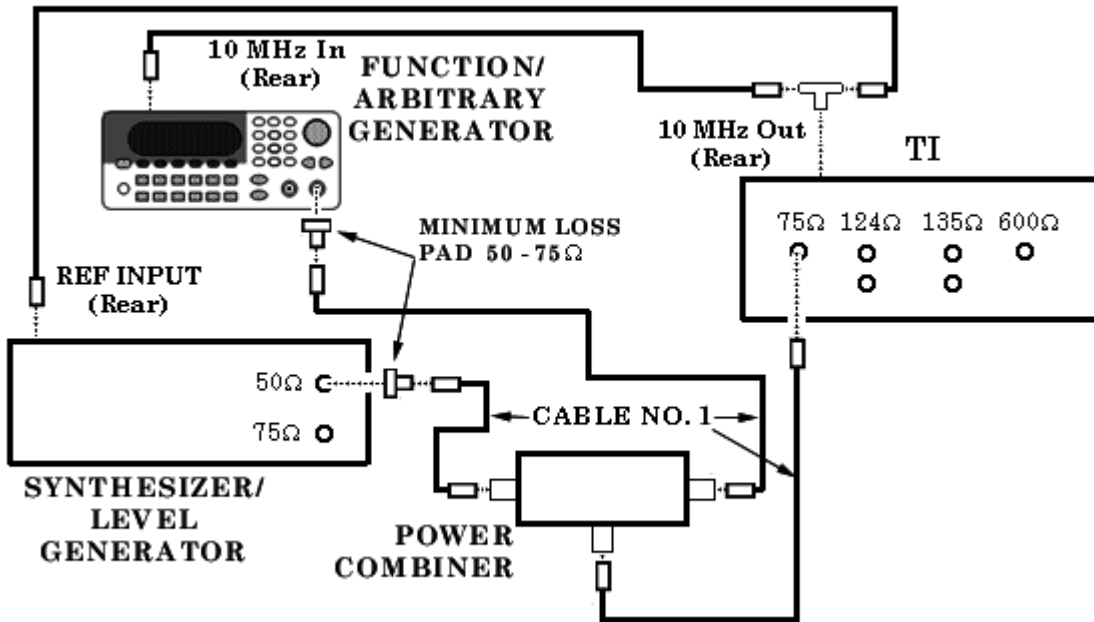 10 MHz In
(Rear)
FUNCTION/
ARBITRARY
GENERATOR
10 MHz Out
(Rear)
TI
75Ω 124Ω 135Ω 600Ω
MINIMUM LOSS
PAD 50 - 75Ω
REF INPUT
(Rear)
50Ω
75Ω
CABLE NO. 1
SYNTHESIZER/
LEVEL
GENERATOR
POWER
COMBINER